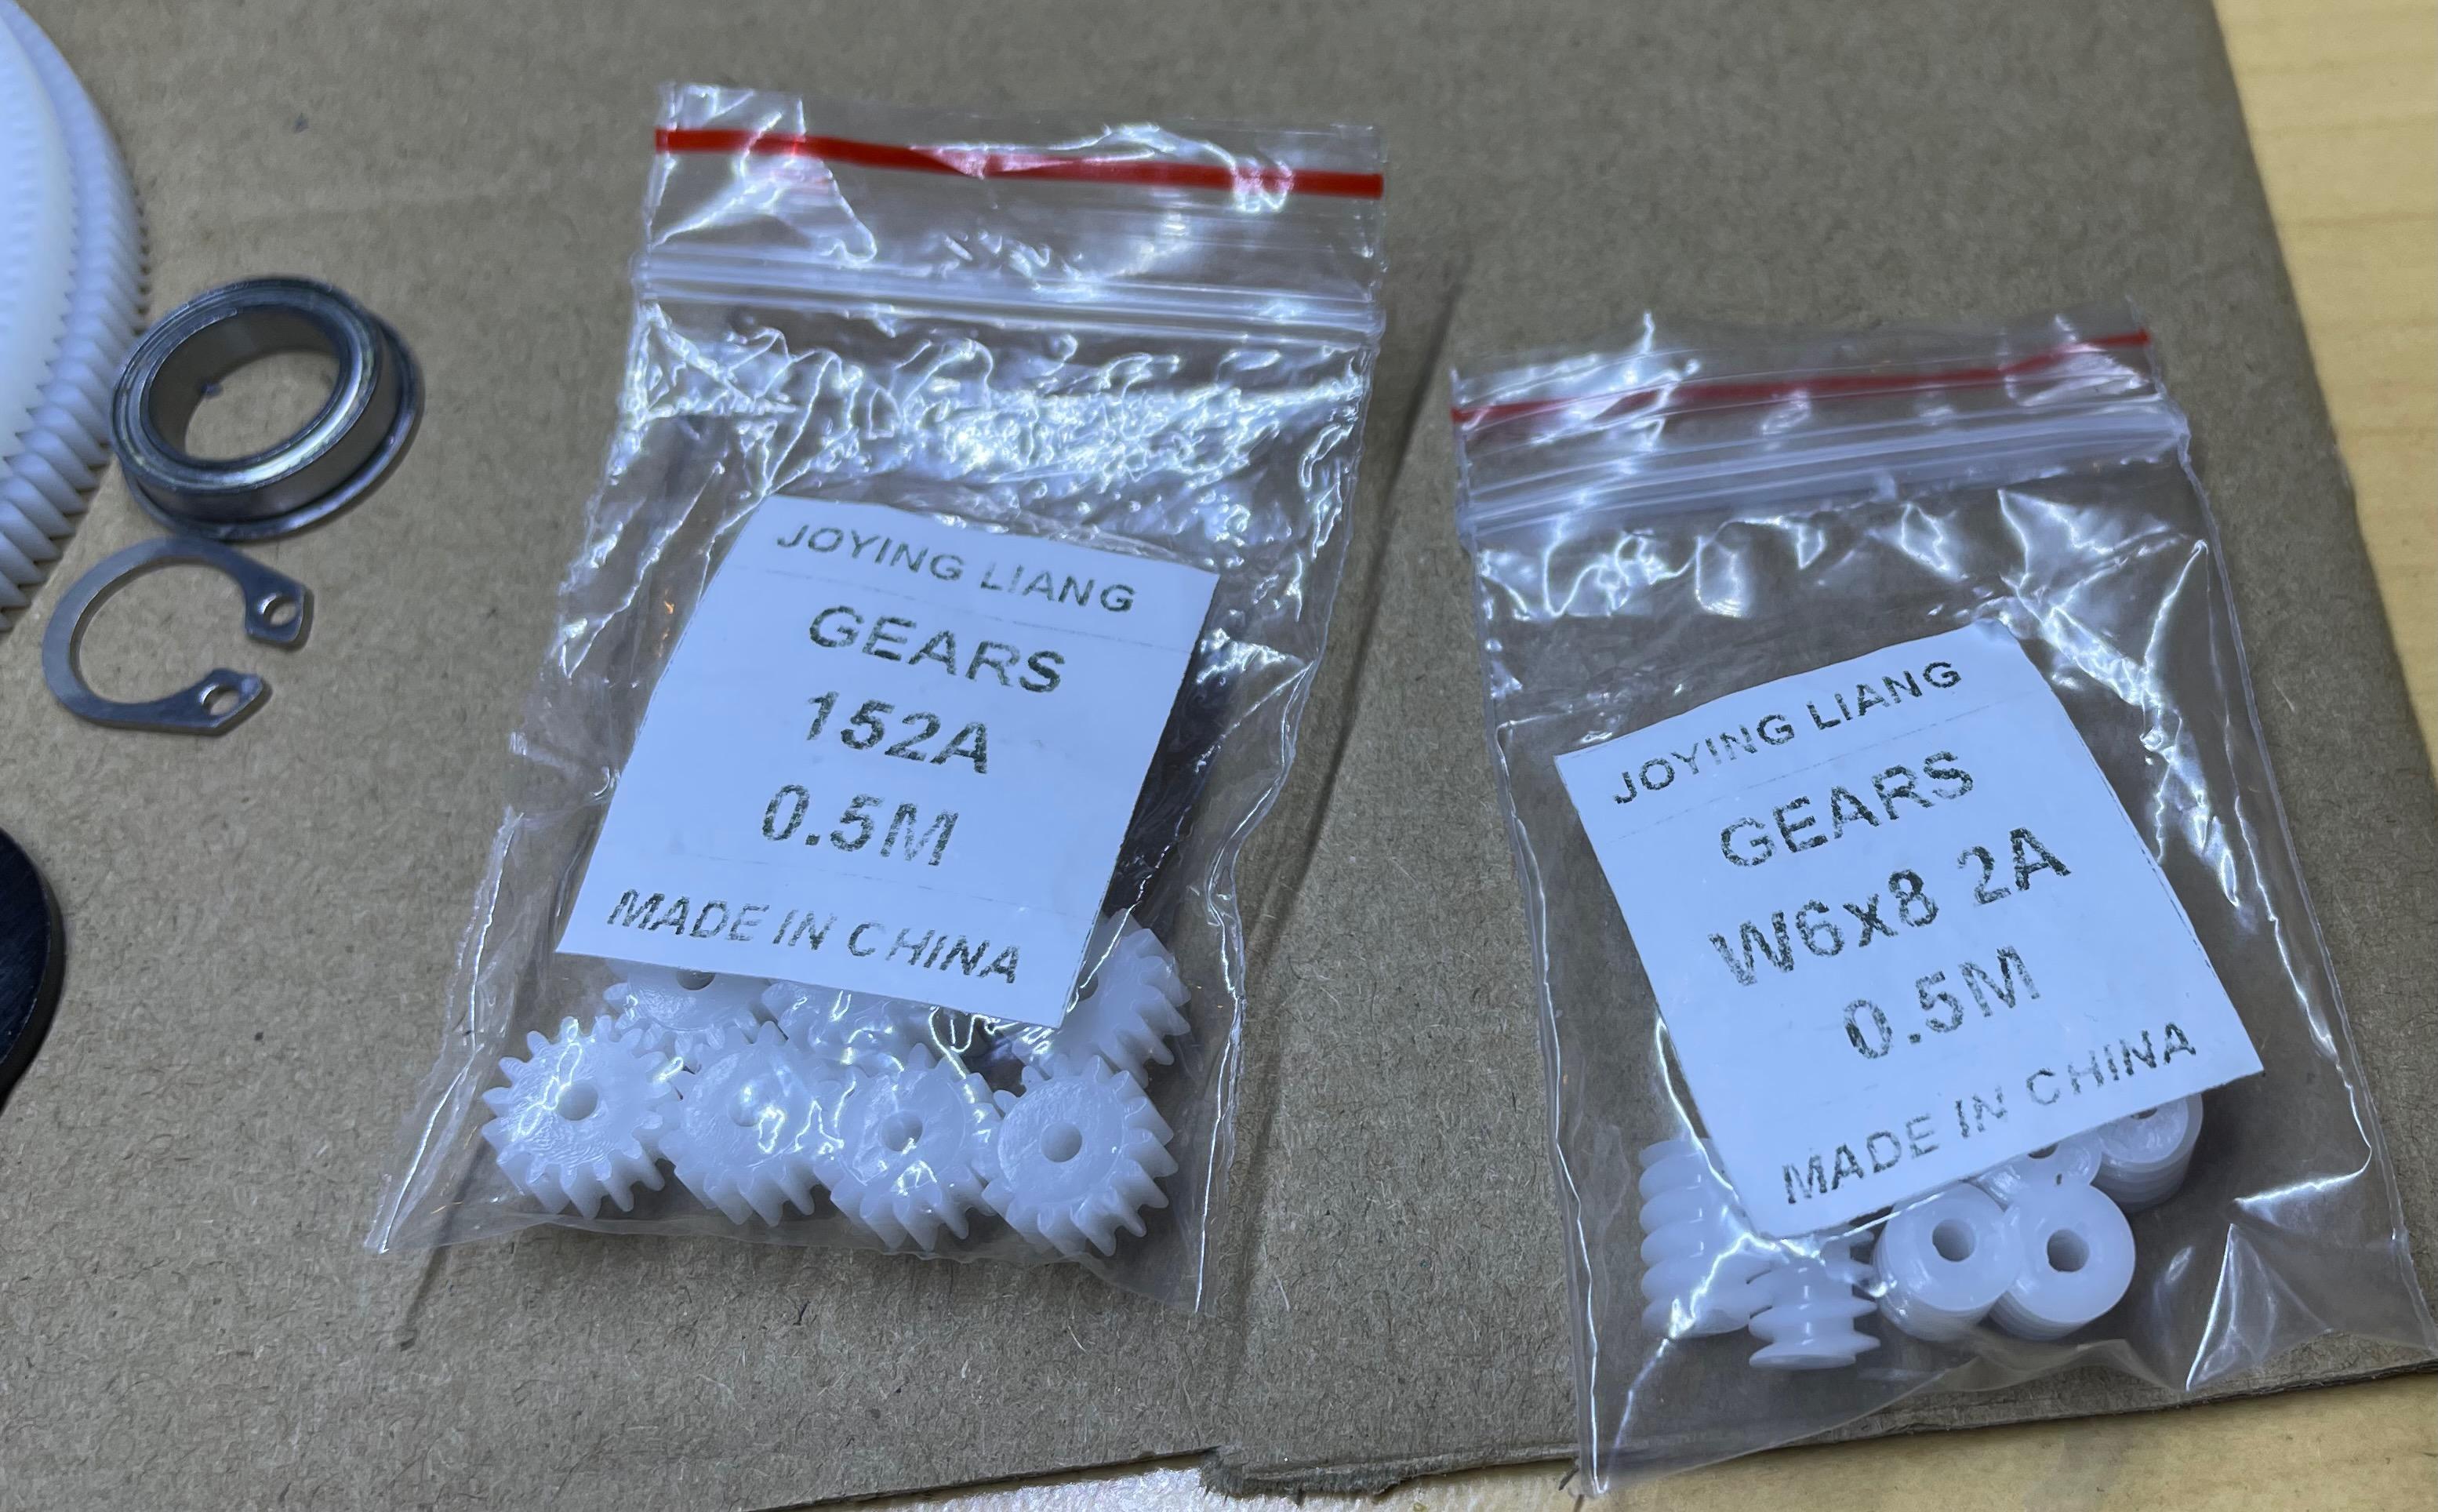 JOYING LIANG
GEARS
152A
0.5M
MADE IN CHINA
JOYING LIANG
GEARS
W6x8 2A
0.5M
MADE IN CHINA